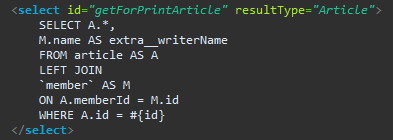 <select id="getForPrintArticle" resultType="Article">
SELECT A.*,
M.name AS extra__writerName
FROM article AS A
LEFT JOIN
`member` AS M
ON A.memberId = M.id
WHERE A.id = #{id}
</select>